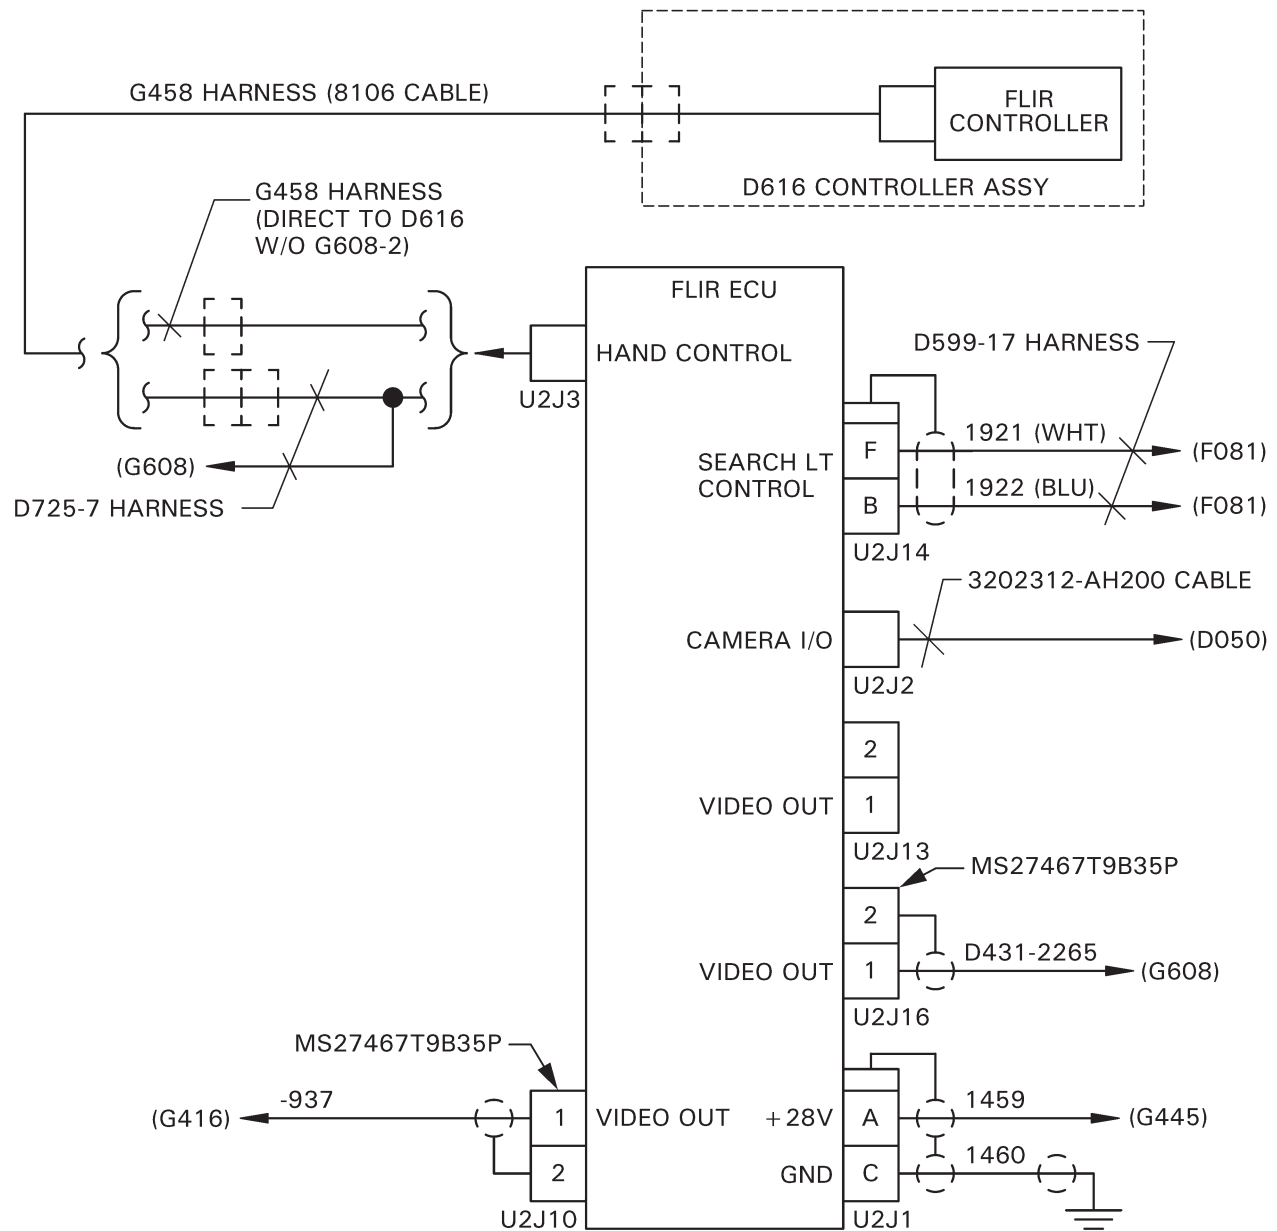 G458 HARNESS (8106 CABLE)
FLIR
CONTROLLER
D616 CONTROLLER ASSY
G458 HARNESS
(DIRECT TO D616
W/O G608-2)
FLIR ECU
HAND CONTROL
U2J3
(G608)
D725-7 HARNESS
D599-17 HARNESS
SEARCH LT
CONTROL
F
1921 (WHT)
(F081)
B
1922 (BLU)
(F081)
U2J14
3202312-AH200 CABLE
CAMERA I/O
(D050)
U2J2
2
VIDEO OUT
1
U2J13
MS27467T9B35P
2
VIDEO OUT
1
D431-2265
(G608)
U2J16
MS27467T9B35P
(G416)
-937
1
VIDEO OUT
2
U2J10
+28V
A
1459
(G445)
GND
C
1460
U2J1